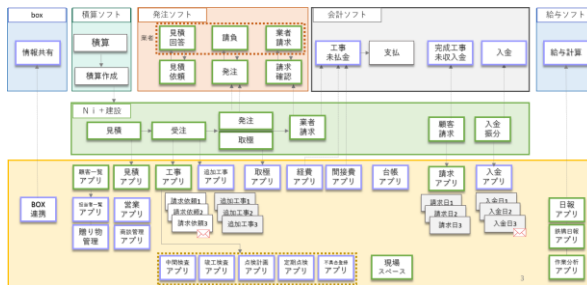 box
積算ソフト
発注ソフト
会計ソフト
給与ソフト
情報共有
積算
積算作成
業者
見積
回答
請負
業者
請求
見積
依頼
発注
請求
確認
工事
未払金
支払
完成工事
未収入金
入金
給与計算
Ｎｉ＋建設
見積
受注
発注
取極
業者
請求
顧客
請求
入金
振分
BOX
連携
顧客一覧
アプリ
見積
アプリ
工事
アプリ
追加工事
アプリ
取極
アプリ
経費
アプリ
間接費
アプリ
台帳
アプリ
請求
アプリ
入金
アプリ
アプリ
営業
アプリ
贈り物
管理
商談管理
アプリ
請求依頼1
請求依頼2
請求依頼3
追加工事1
追加工事2
追加工事3
請求日1
請求日2
請求日3
入金日1
入金日2
入金日3
日報
アプリ
アプリ
作業分析
アプリ
中間検査
アプリ
竣工検査
アプリ
点検計画
アプリ
定期点検
アプリ
アプリ
現場
スペース
3